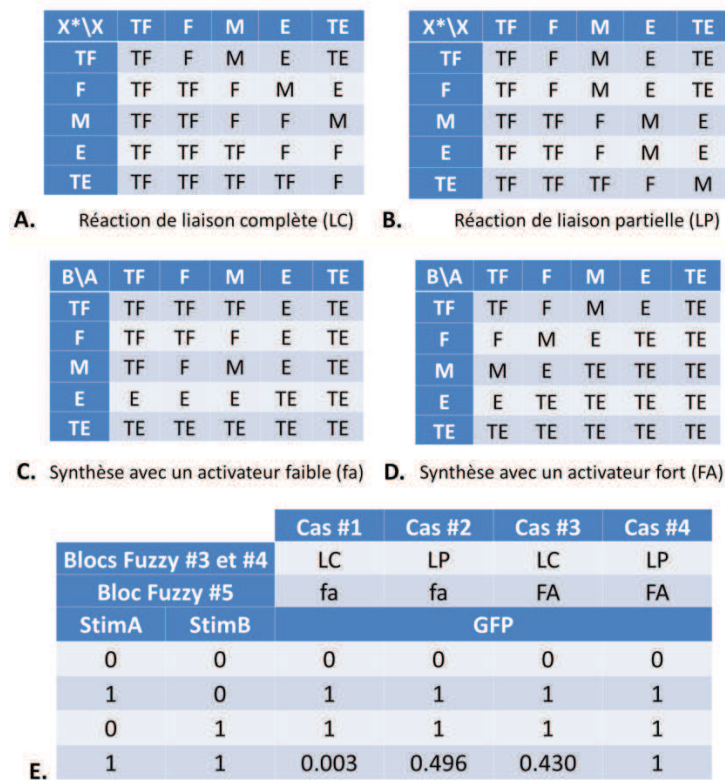 X*\X TF F M E TE
TF TF F M E TE
F TF TF F M E
M TF TF F F M
E TF TF TF F F
TE TF TF TF TF F
A. Réaction de liaison complète (LC)
X*\X TF F M E TE
TF TF F M E TE
F TF F M E TE
M TF TF F M E
E TF TF F M E
TE TF TF TF F M
B. Réaction de liaison partielle (LP)
B\A TF F M E TE
TF TF TF TF E TE
F TF TF F E TE
M TF F M E TE
E E E E TE TE
TE TE TE TE TE TE
C. Synthèse avec un activateur faible (fa)
B\A TF F M E TE
TF TF F M E TE
F F M E TE TE
M M E TE TE TE
E E TE TE TE TE
TE TE TE TE TE TE
D. Synthèse avec un activateur fort (FA)
Cas #1 Cas #2 Cas #3 Cas #4
Blocs Fuzzy #3 et #4 LC LP LC LP
Bloc Fuzzy #5 fa fa FA FA
StimA StimB GFP
0 0 0 0 0 0
1 0 1 1 1 1
0 1 1 1 1 1
1 1 0.003 0.496 0.430 1
E.